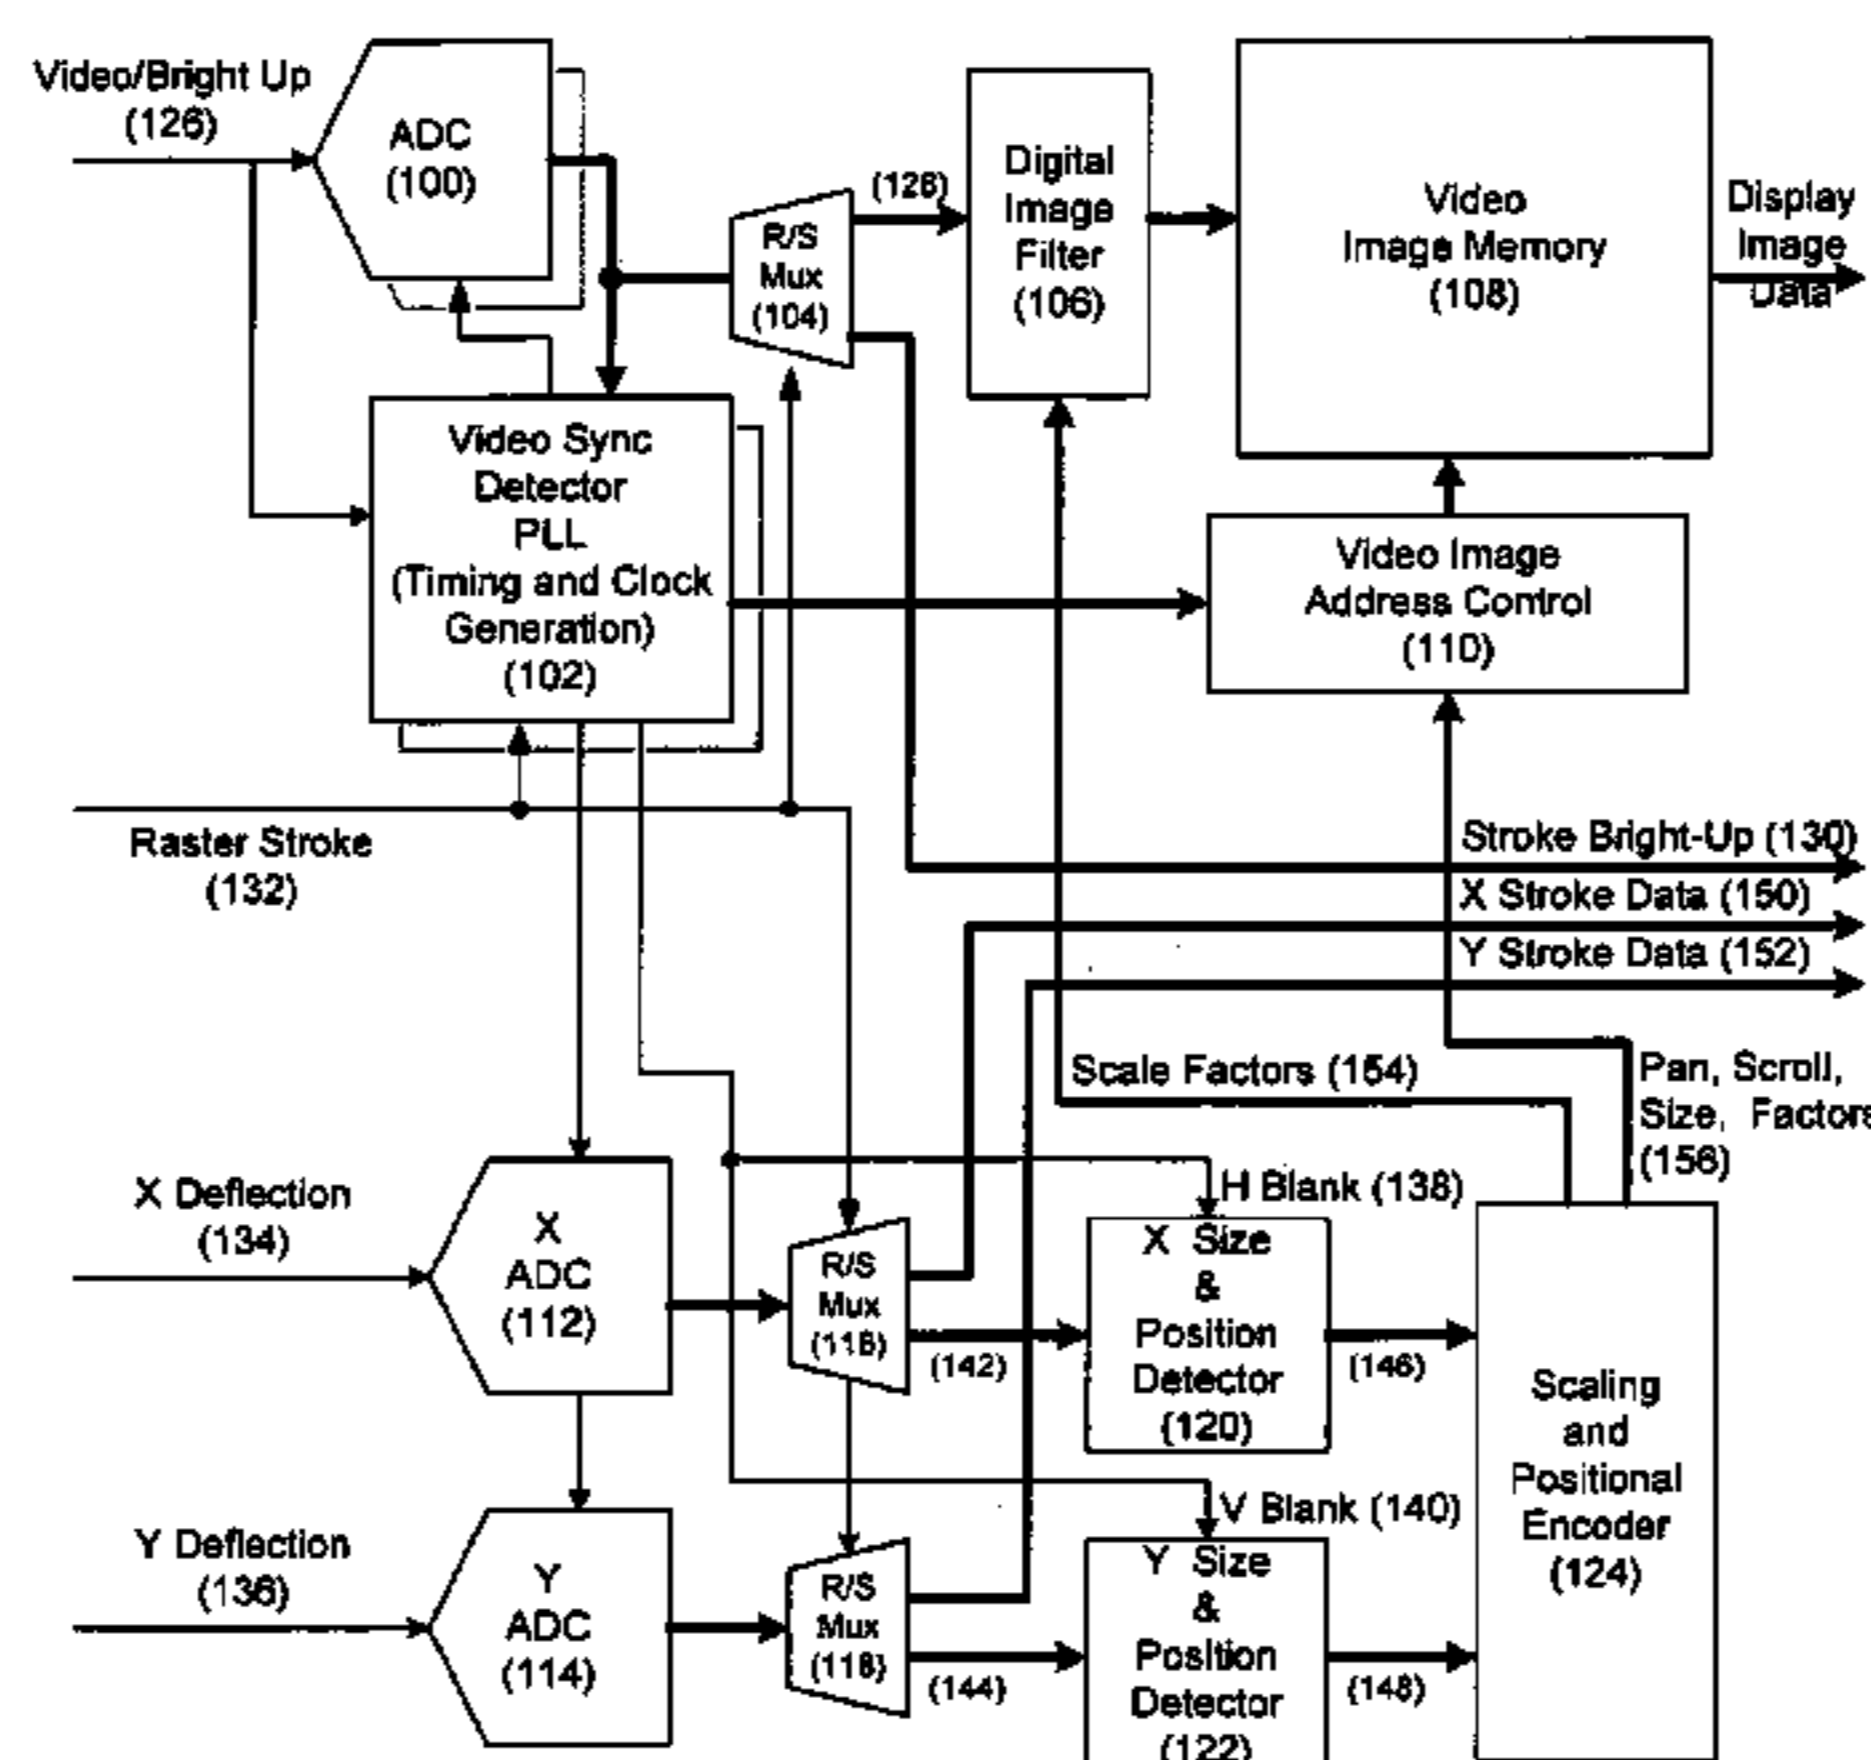 Video/Bright Up
(126)
ADC
(100)
R/S
Mux
(104)
(128)
Digital
Image
Filter
(106)
Video
Image Memory
(108)
Display
Image
Data
Video Sync
Detector
PLL
(Timing and Clock
Generation)
(102)
Video Image
Address Control
(110)
Raster Stroke
(132)
Stroke Bright-Up (130)
X Stroke Data (150)
Y Stroke Data (152)
Scale Factors (154)
Pan, Scroll,
Size, Factors
(156)
X Deflection
(134)
X
ADC
(112)
R/S
Mux
(116)
(142)
H Blank (138)
X Size
&
Position
Detector
(120)
(146)
Scaling
and
Positional
Encoder
(124)
Y Deflection
(136)
Y
ADC
(114)
R/S
Mux
(118)
(144)
V Blank (140)
Y Size
&
Position
Detector
(122)
(148)